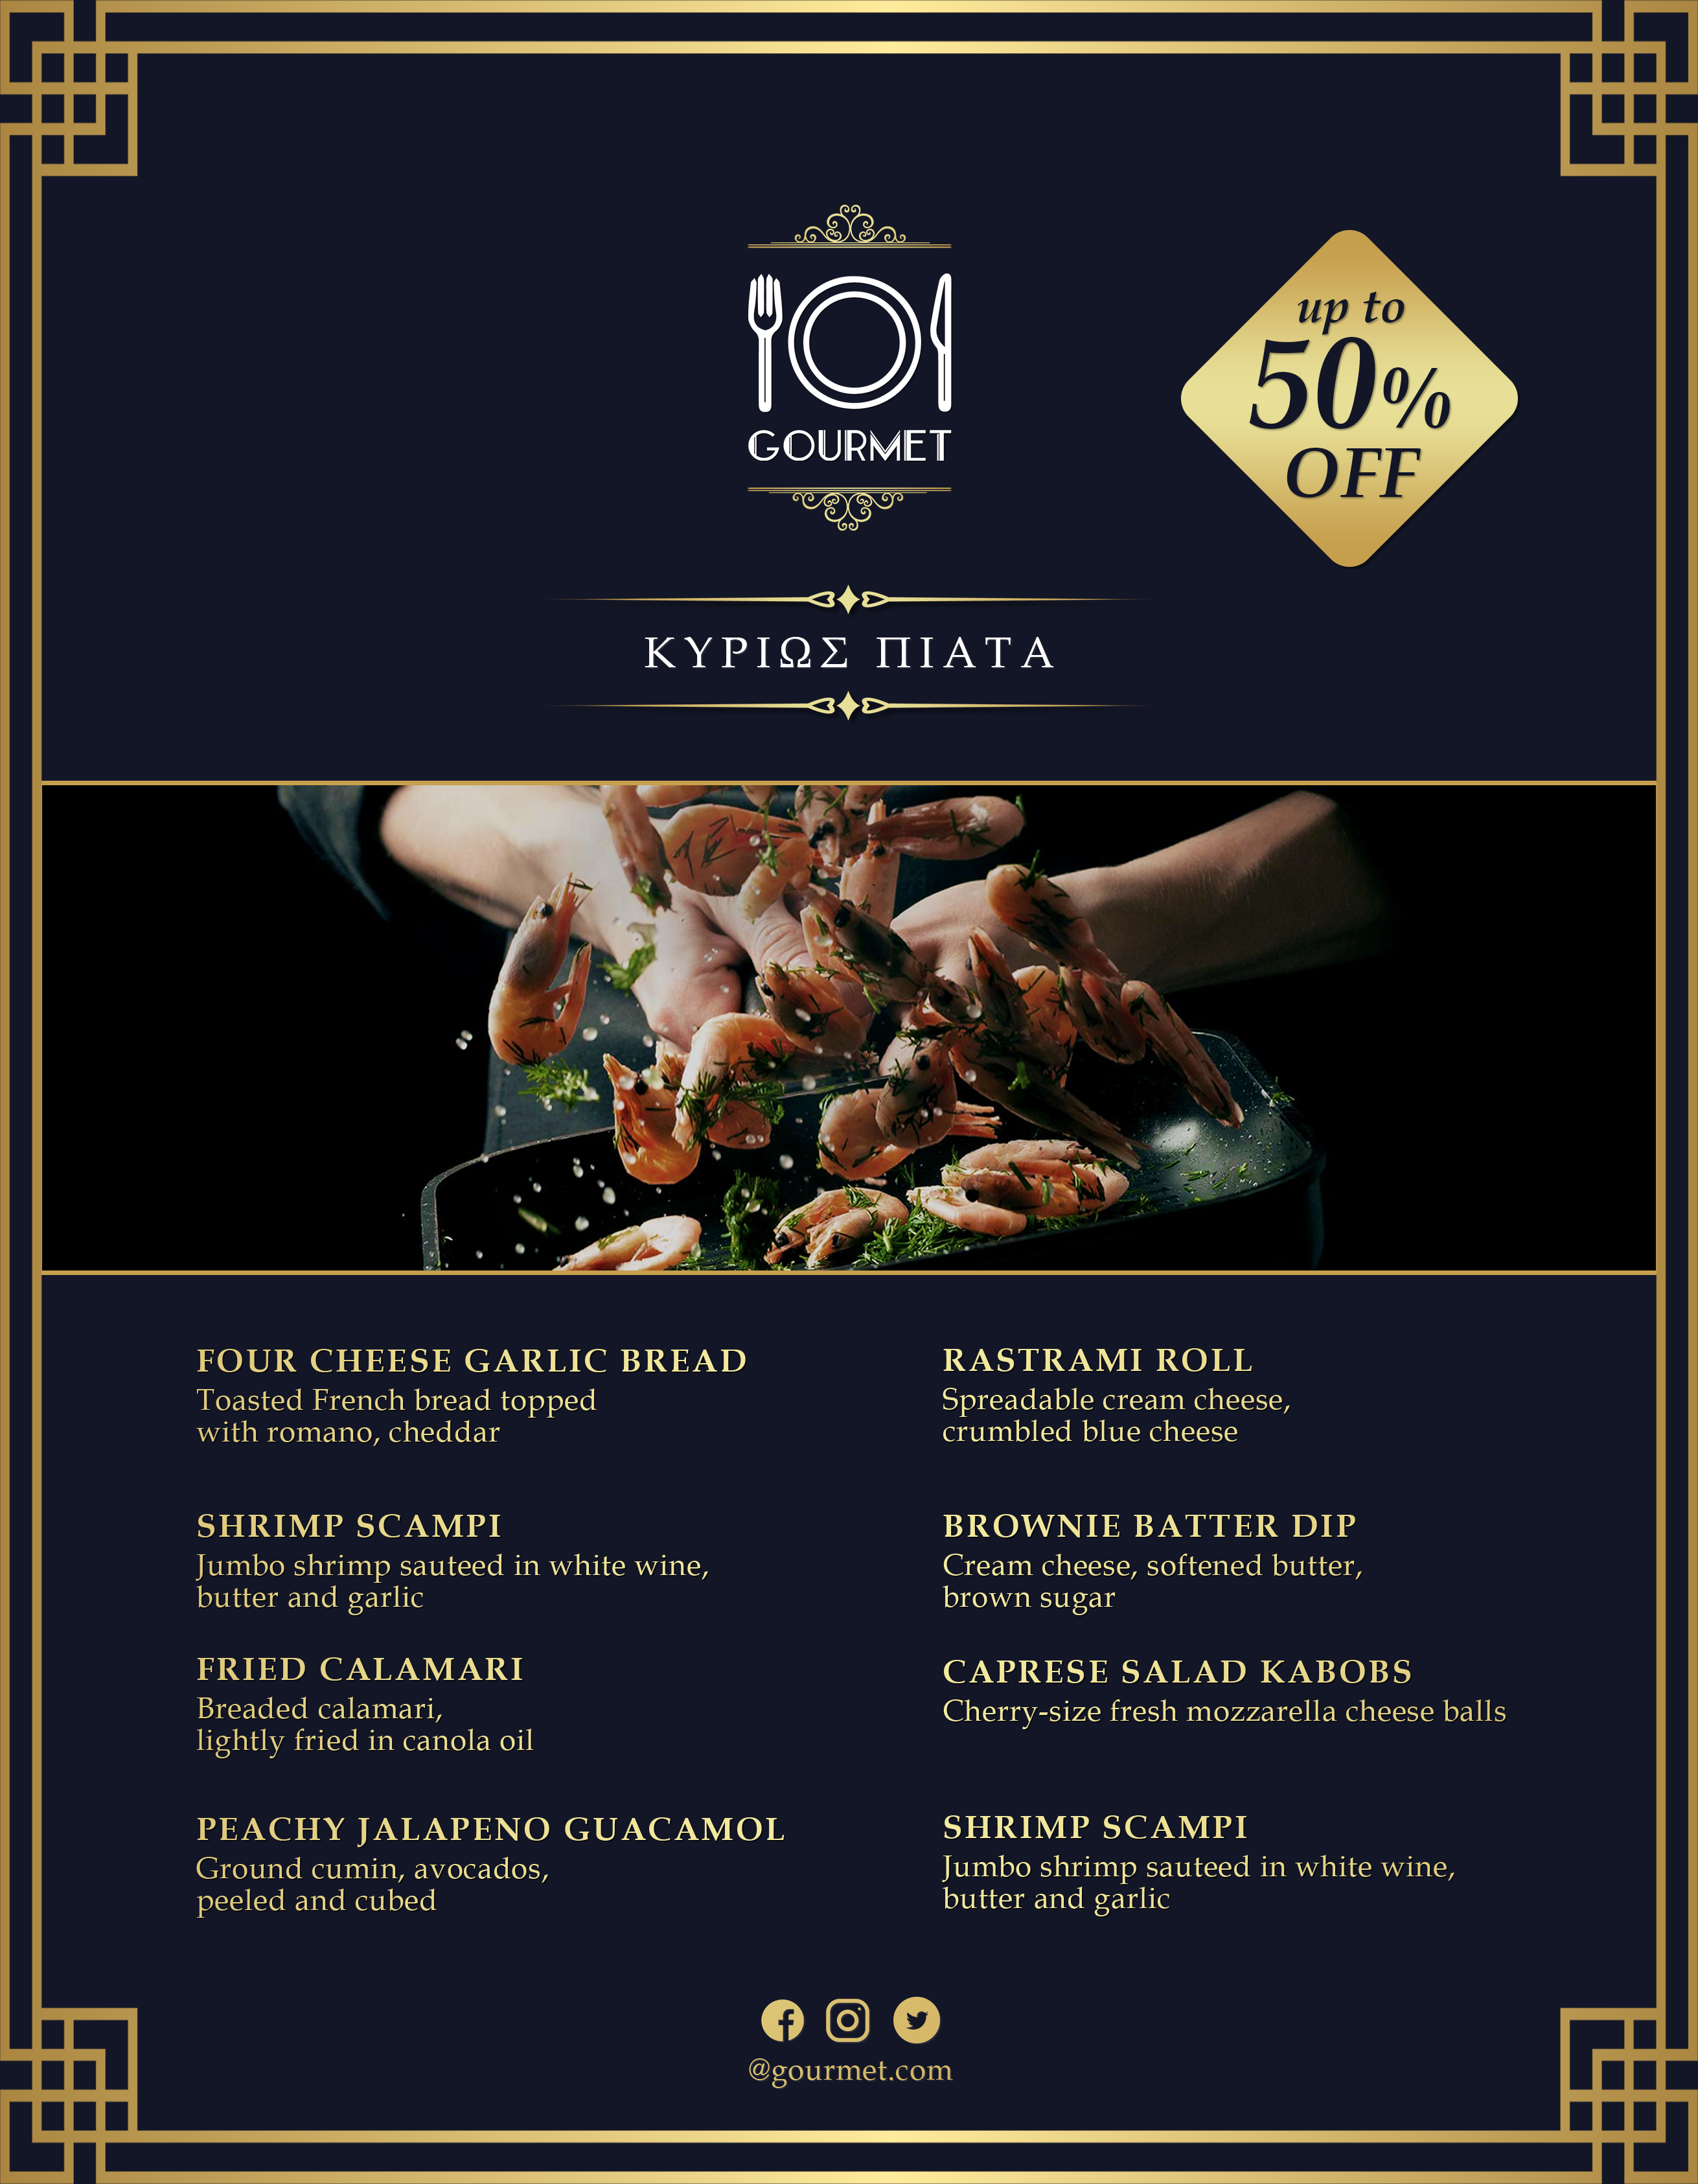 GOURMET
up to
50%
OFF
ΚΥΡΙΩΣ ΠΙΑΤΑ
FOUR CHEESE GARLIC BREAD
Toasted French bread topped
with romano, cheddar
SHRIMP SCAMPI
Jumbo shrimp sauteed in white wine,
butter and garlic
FRIED CALAMARI
Breaded calamari,
lightly fried in canola oil
PEACHY JALAPENO GUACAMOL
Ground cumin, avocados,
peeled and cubed
RASTRAMI ROLL
Spreadable cream cheese,
crumbled blue cheese
BROWNIE BATTER DIP
Cream cheese, softened butter,
brown sugar
CAPRESE SALAD KABOBS
Cherry-size fresh mozzarella cheese balls
SHRIMP SCAMPI
Jumbo shrimp sauteed in white wine,
butter and garlic
@gourmet.com